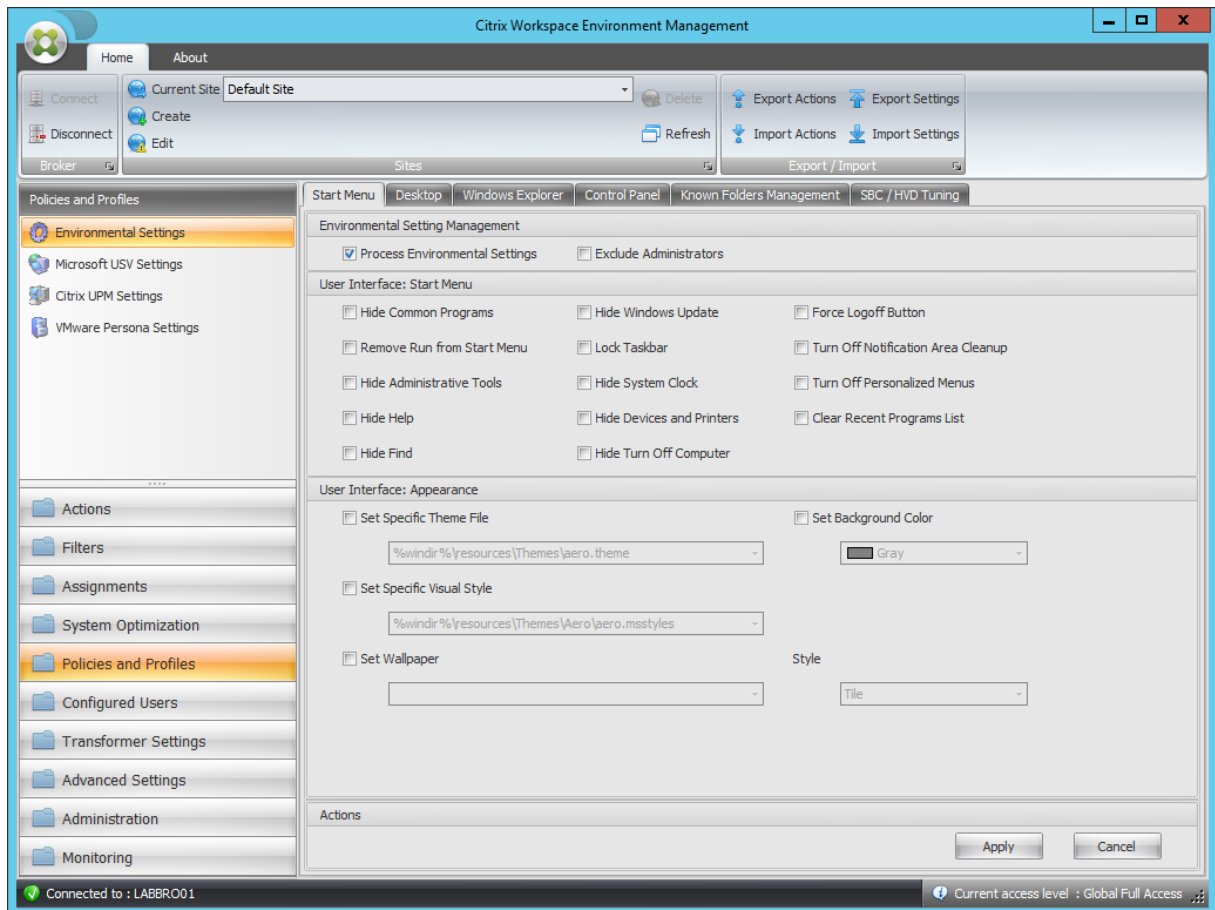 Citrix Workspace Environment Management
Home About
Connect
Disconnect
Broker
Current Site Default Site
Create
Edit
Delete
Refresh
Sites
Export Actions Export Settings
Import Actions Import Settings
Export / Import
Policies and Profiles
Environmental Settings
Microsoft USV Settings
Citrix UPM Settings
VMware Persona Settings
Actions
Filters
Assignments
System Optimization
Policies and Profiles
Configured Users
Transformer Settings
Advanced Settings
Administration
Monitoring
Start Menu Desktop Windows Explorer Control Panel Known Folders Management SBC / HVD Tuning
Environmental Setting Management
Process Environmental Settings Exclude Administrators
User Interface: Start Menu
Hide Common Programs Hide Windows Update Force Logoff Button
Remove Run from Start Menu Lock Taskbar Turn Off Notification Area Cleanup
Hide Administrative Tools Hide System Clock Turn Off Personalized Menus
Hide Help Hide Devices and Printers Clear Recent Programs List
Hide Find Hide Turn Off Computer
User Interface: Appearance
Set Specific Theme File Set Background Color
%windir%\resources\Themes\aero.theme Gray
Set Specific Visual Style
%windir%\resources\Themes\Aero\aero.msstyles
Set Wallpaper Style
Tile
Actions
Apply Cancel
Connected to : LABBRO01 Current access level : Global Full Access